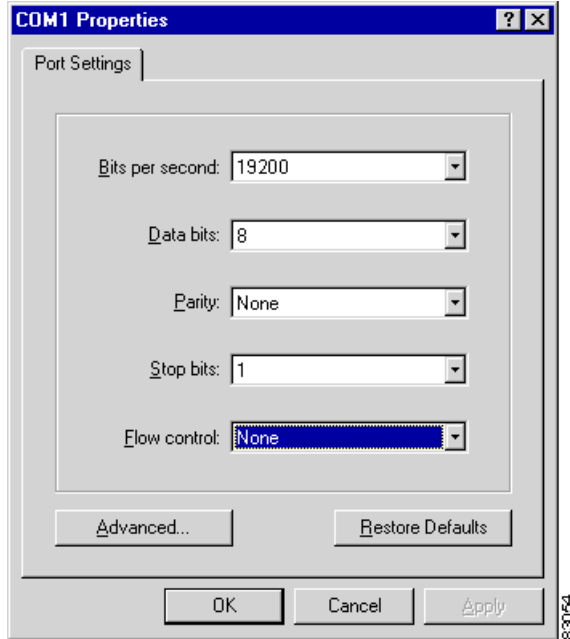 COM1 Properties ? X
Port Settings
Bits per second: 19200
Data bits: 8
Parity: None
Stop bits: 1
Flow control: None
Advanced... Restore Defaults
OK Cancel Apply